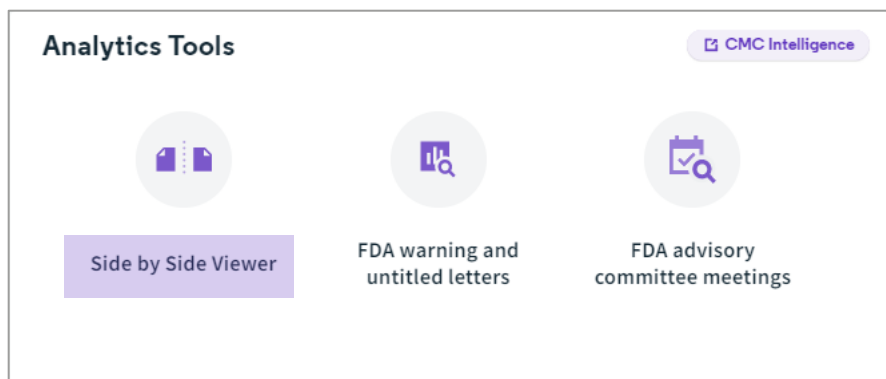 Analytics Tools
CMC Intelligence
Side by Side Viewer
FDA warning and
untitled letters
FDA advisory
committee meetings